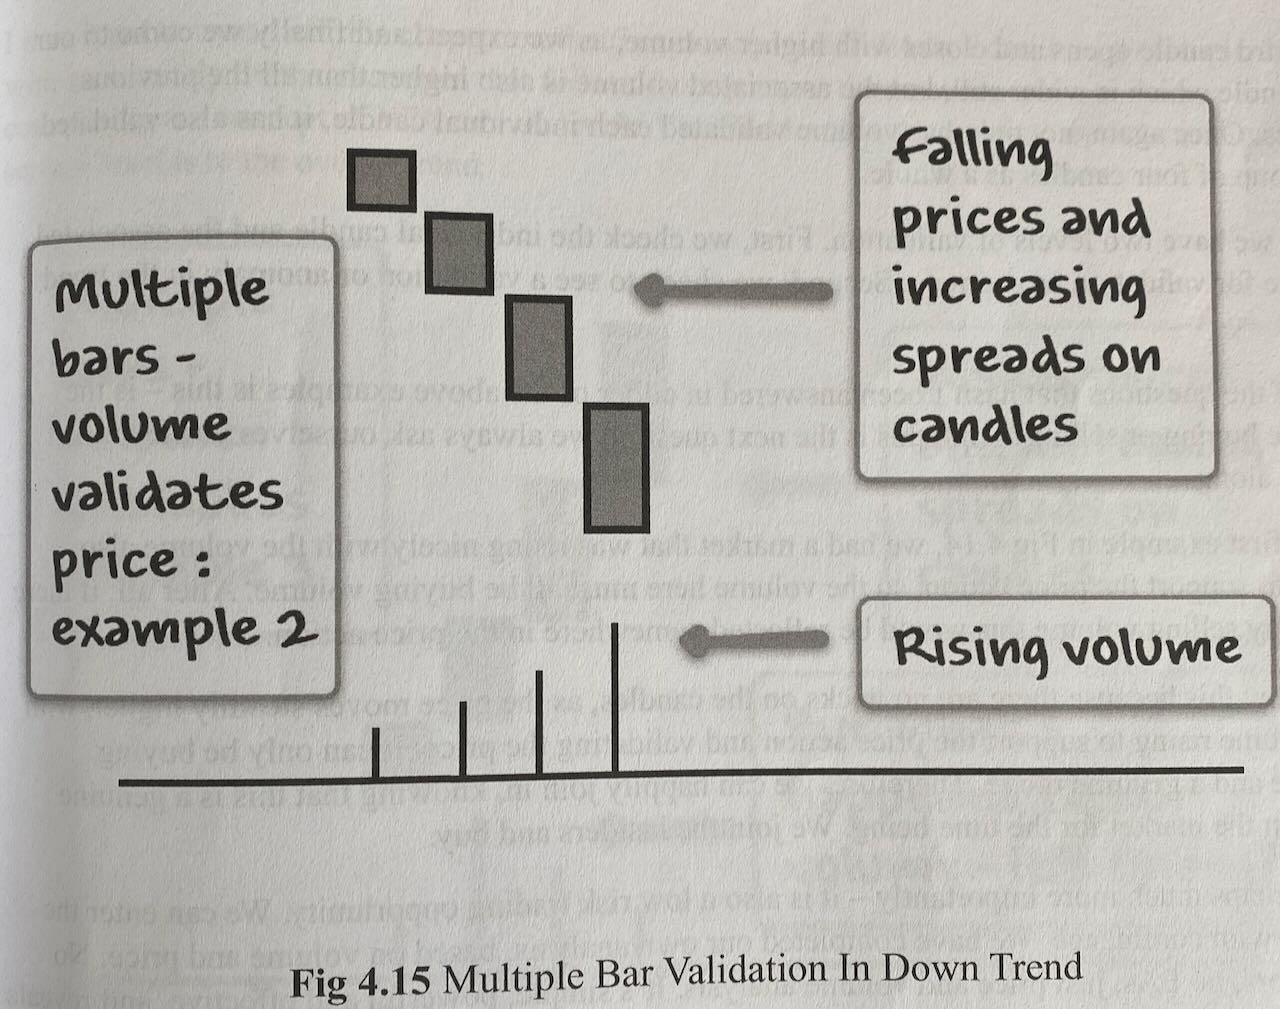 Multiple
bars -
volume
validates
price :
example 2
Falling
prices and
increasing
spreads on
candles
Rising volume
Fig 4.15 Multiple Bar Validation In Down Trend